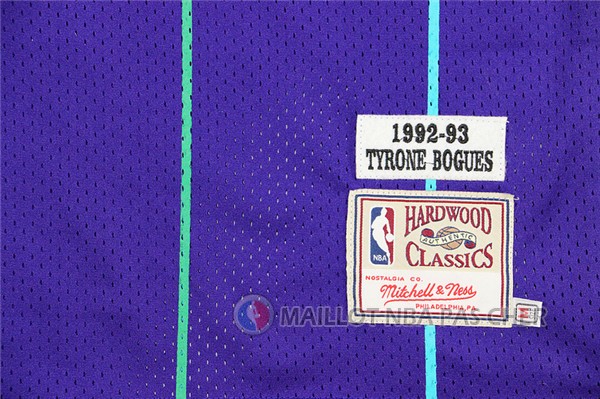 1992-93
TYRONE BOGUES
HARDWOOD
AUTHENTIC
CLASSICS
NBA
NOSTALGIA CO.
Mitchell & Ness
PHILADELPHIA, PA.
MAILLOT-NBA PAS CHER